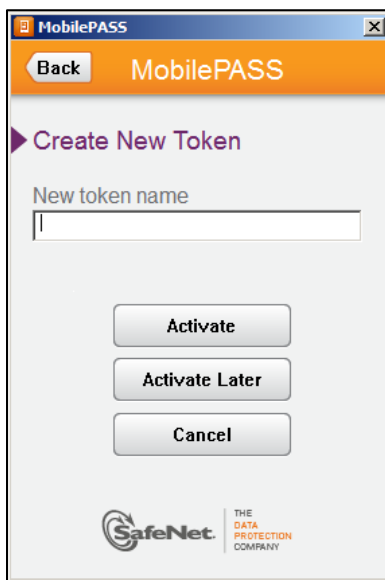 MobilePASS
Back
MobilePASS
Create New Token
New token name
Activate
Activate Later
Cancel
SafeNet.
THE
DATA
PROTECTION
COMPANY